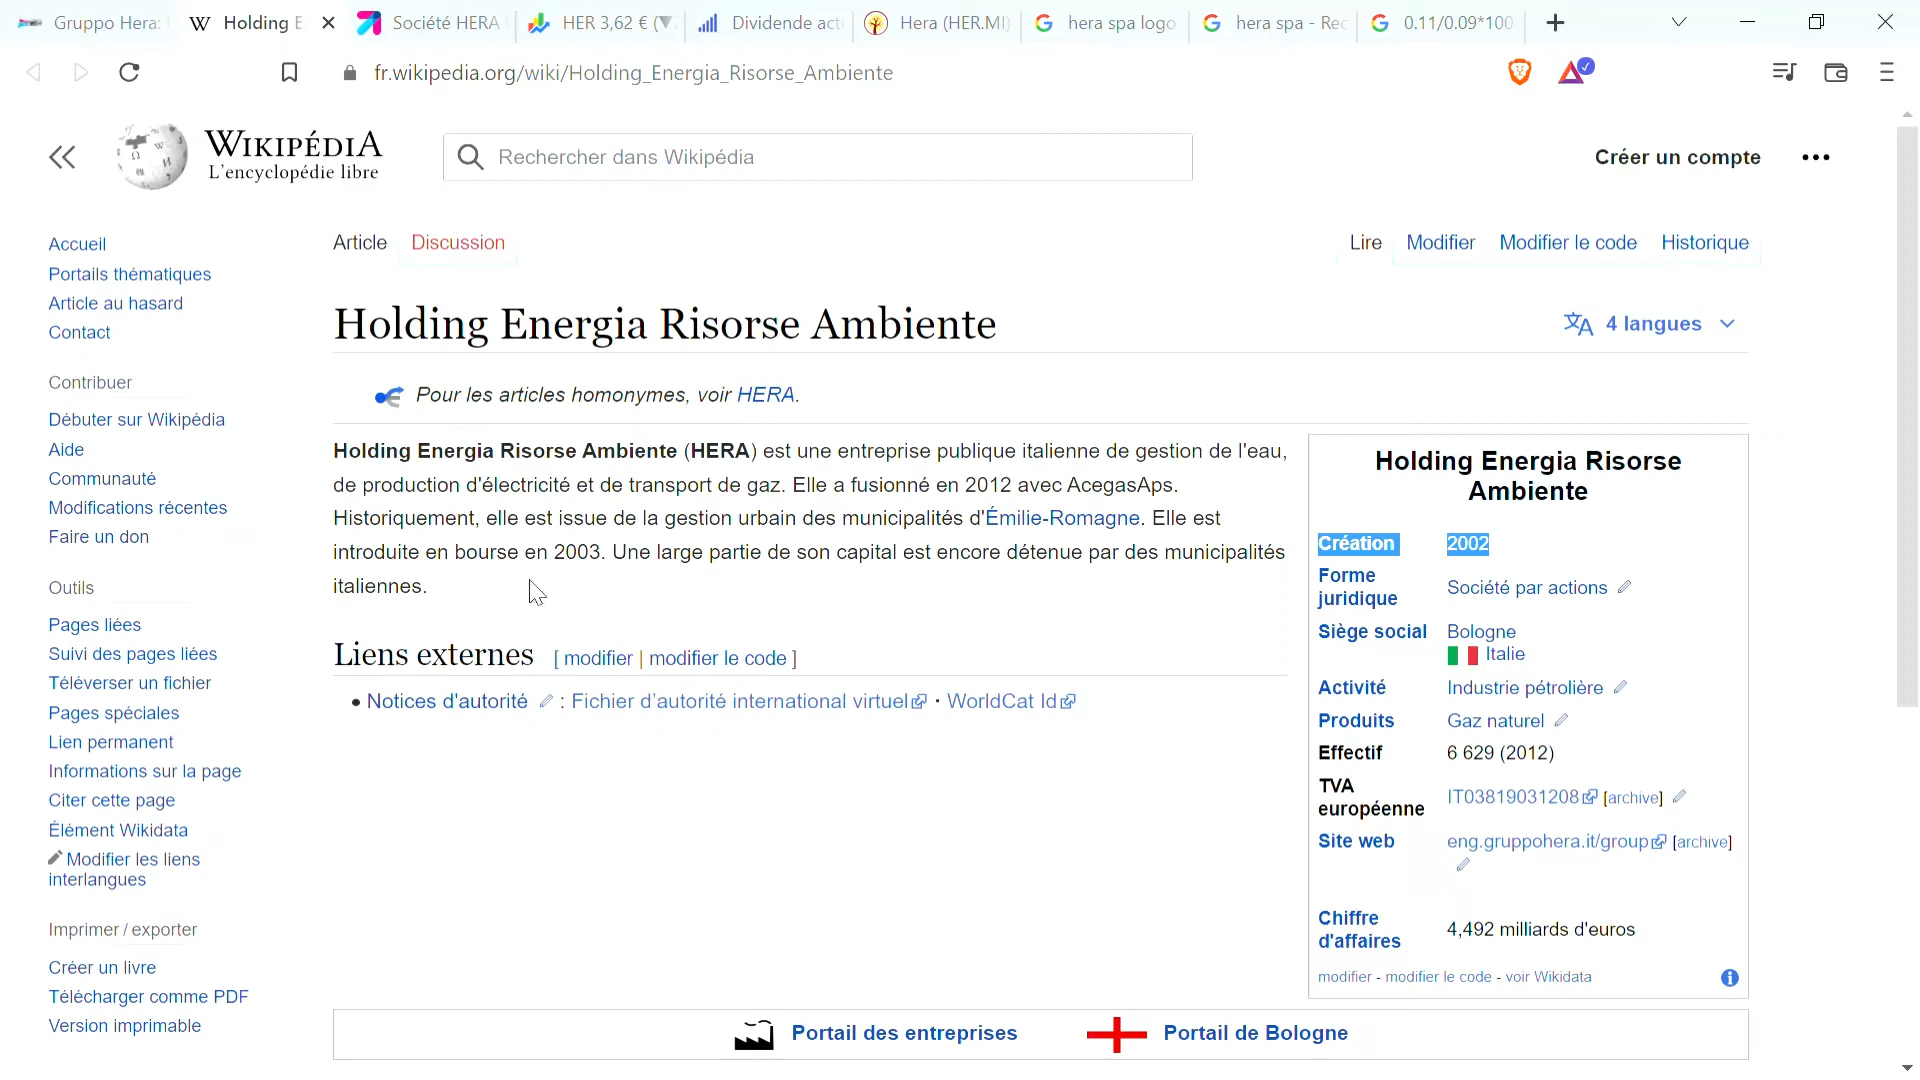 Gruppo Hera:
Holding E
Société HERA
HER 3,62 € (▼
Dividende acti
Hera (HER.MI)
hera spa logo
hera spa - Rec
0.11/0.09*100
fr.wikipedia.org/wiki/Holding_Energia_Risorse_Ambiente
WIKIPÉDIA
L'encyclopédie libre
Rechercher dans Wikipédia
Créer un compte
Accueil
Portails thématiques
Article au hasard
Contact
Contribuer
Débuter sur Wikipédia
Aide
Communauté
Modifications récentes
Faire un don
Outils
Pages liées
Suivi des pages liées
Téléverser un fichier
Pages spéciales
Lien permanent
Informations sur la page
Citer cette page
Élément Wikidata
Modifier les liens
interlangues
Imprimer / exporter
Créer un livre
Télécharger comme PDF
Version imprimable
Article Discussion
Lire Modifier Modifier le code Historique
Holding Energia Risorse Ambiente
4 langues
Pour les articles homonymes, voir HERA.
Holding Energia Risorse Ambiente (HERA) est une entreprise publique italienne de gestion de l'eau,
de production d'électricité et de transport de gaz. Elle a fusionné en 2012 avec AcegasAps.
Historiquement, elle est issue de la gestion urbain des municipalités d'Émilie-Romagne. Elle est
introduite en bourse en 2003. Une large partie de son capital est encore détenue par des municipalités
italiennes.
Liens externes [ modifier | modifier le code ]
• Notices d'autorité : Fichier d'autorité international virtuel · WorldCat Id
Holding Energia Risorse
Ambiente
Création 2002
Forme
juridique
Société par actions
Siège social Bologne
Italie
Activité Industrie pétrolière
Produits Gaz naturel
Effectif 6 629 (2012)
TVA
européenne
IT03819031208 [archive]
Site web eng.gruppohera.it/group [archive]
Chiffre
d'affaires
4,492 milliards d'euros
modifier - modifier le code - voir Wikidata
Portail des entreprises
Portail de Bologne